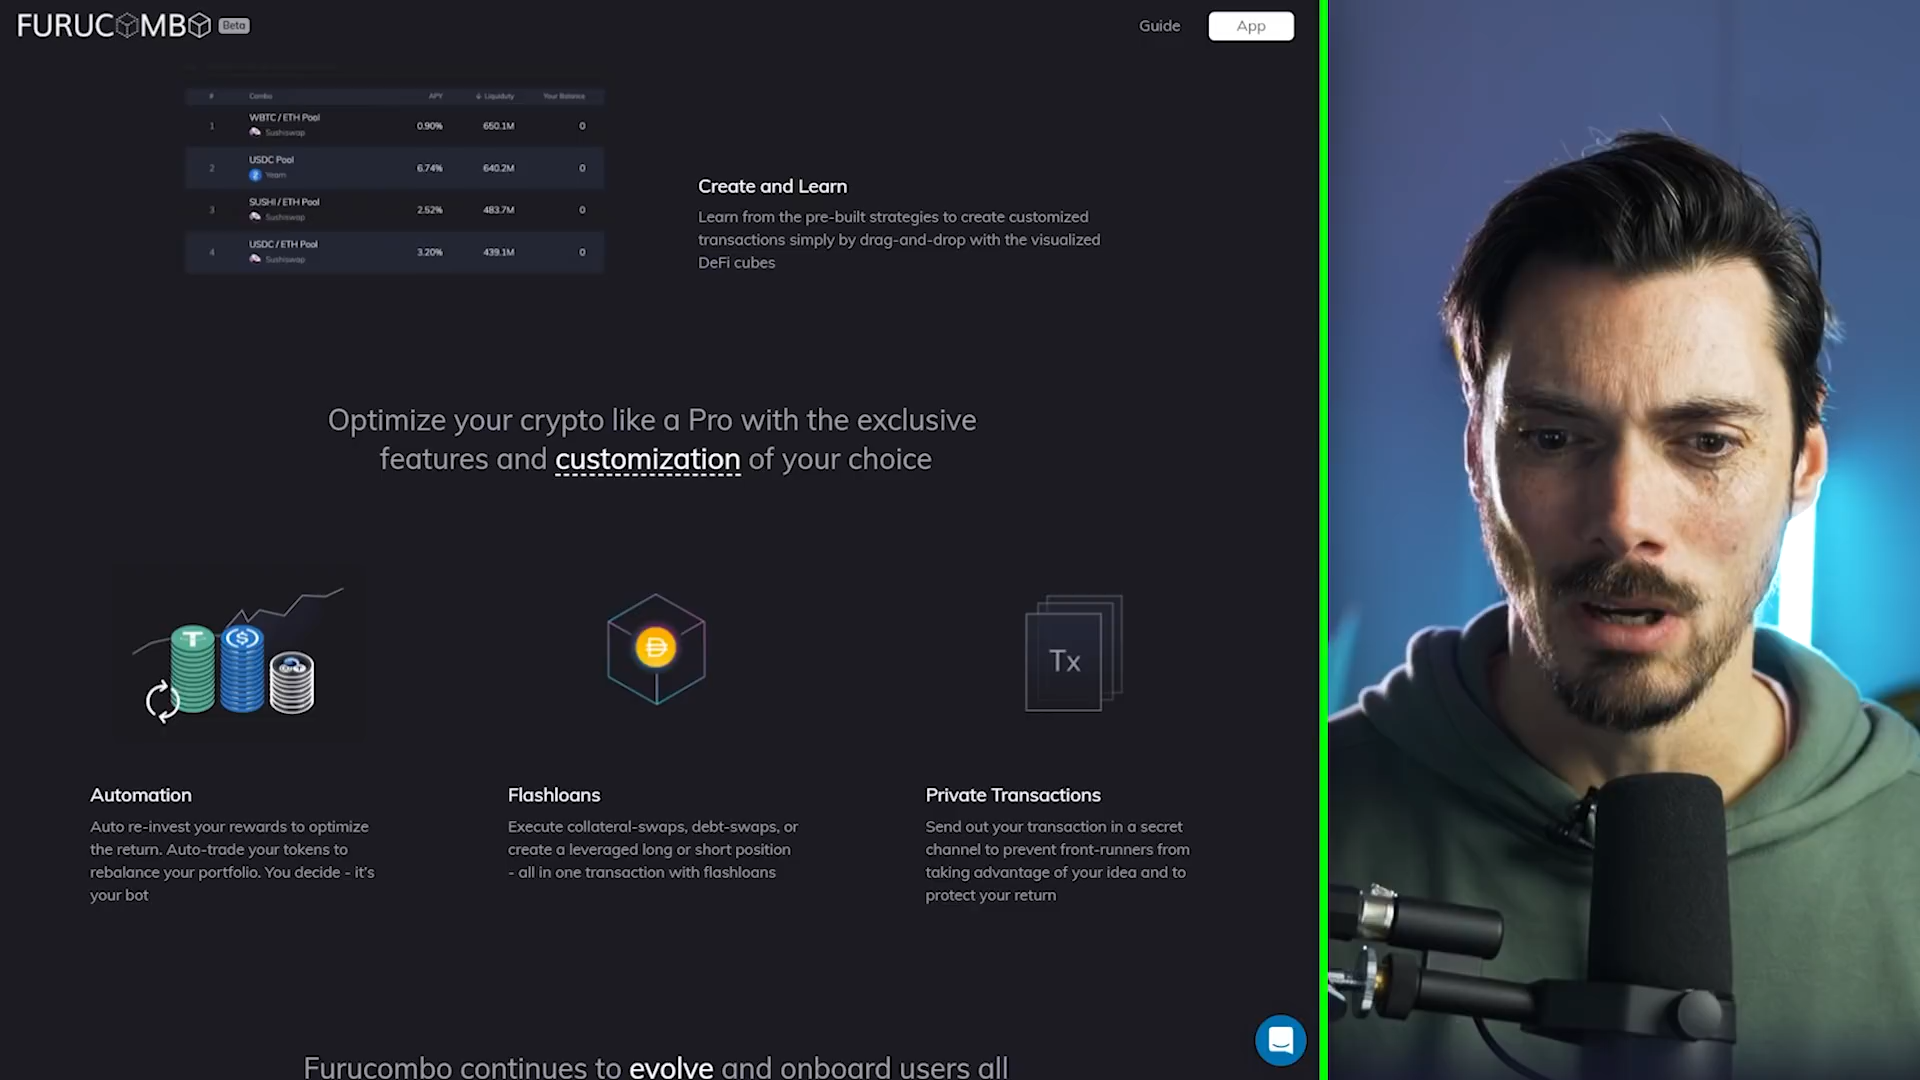 FURUCOMBO Beta
Guide
App
# Combo APY ↓ Liquidity Your Balance
1 WBTC / ETH Pool 0.90% 650.1M 0
Sushiswap
2 USDC Pool 6.74% 640.2M 0
Yearn
3 SUSHI / ETH Pool 2.52% 483.7M 0
Sushiswap
4 USDC / ETH Pool 3.20% 439.1M 0
Sushiswap
Create and Learn
Learn from the pre-built strategies to create customized
transactions simply by drag-and-drop with the visualized
DeFi cubes
Optimize your crypto like a Pro with the exclusive
features and customization of your choice
Tx
Automation
Auto re-invest your rewards to optimize
the return. Auto-trade your tokens to
rebalance your portfolio. You decide - it's
your bot
Flashloans
Execute collateral-swaps, debt-swaps, or
create a leveraged long or short position
- all in one transaction with flashloans
Private Transactions
Send out your transaction in a secret
channel to prevent front-runners from
taking advantage of your idea and to
protect your return
Furucombo continues to evolve and onboard users all